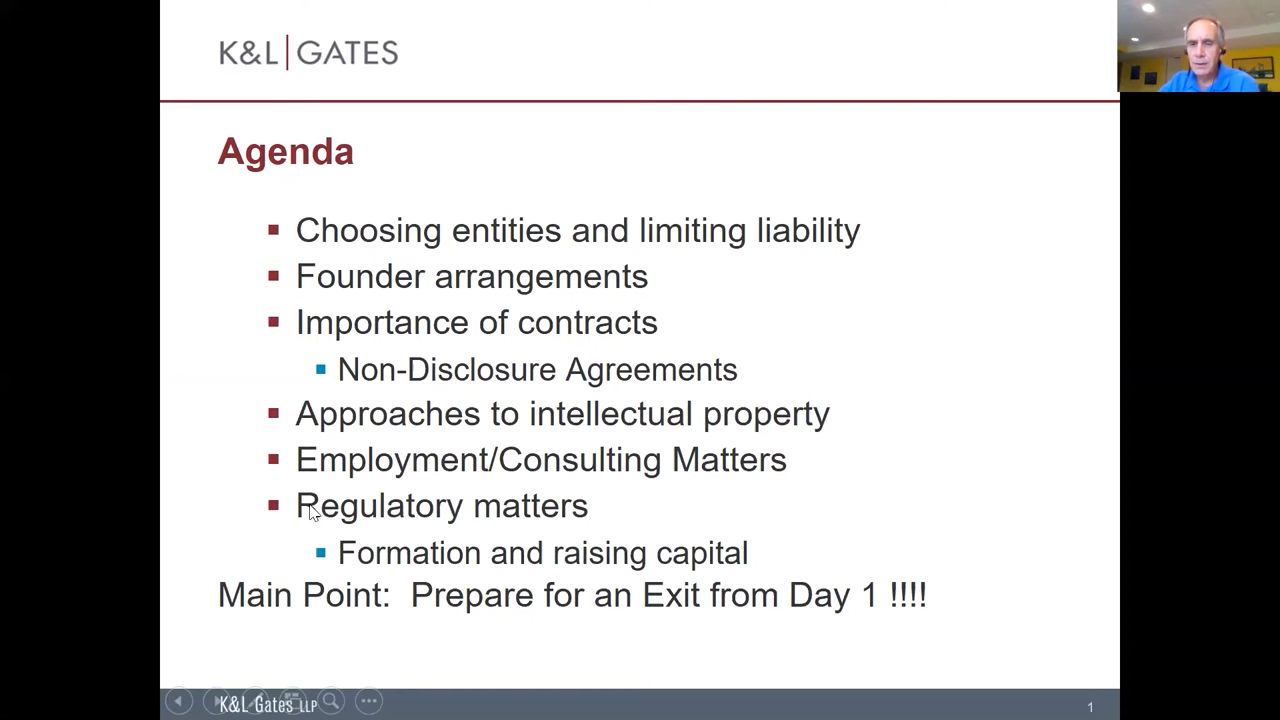 K&L|GATES
Agenda
Choosing entities and limiting liability
Founder arrangements
Importance of contracts
Non-Disclosure Agreements
Approaches to intellectual property
Employment/Consulting Matters
Regulatory matters
Formation and raising capital
Main Point: Prepare for an Exit from Day 1 !!!!
K&L Gates LLP
1